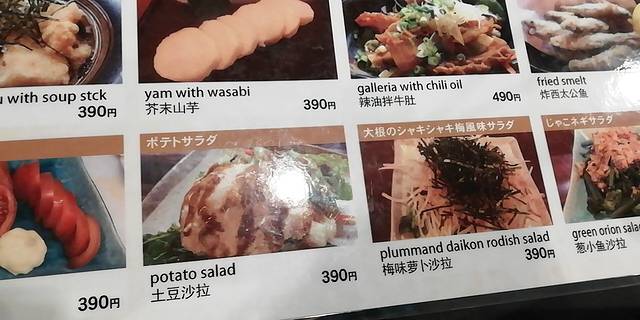 u with soup stck
390円
yam with wasabi
芥末山芋
390円
galleria with chili oil
辣油拌牛肚
490円
fried smelt
炸西太公鱼
390円
ポテトサラダ
potato salad
土豆沙拉
390円
大根のシャキシャキ梅風味サラダ
plummand daikon rodish salad
梅味萝卜沙拉
390円
じゃこネギサラダ
green orion salad
葱小鱼沙拉